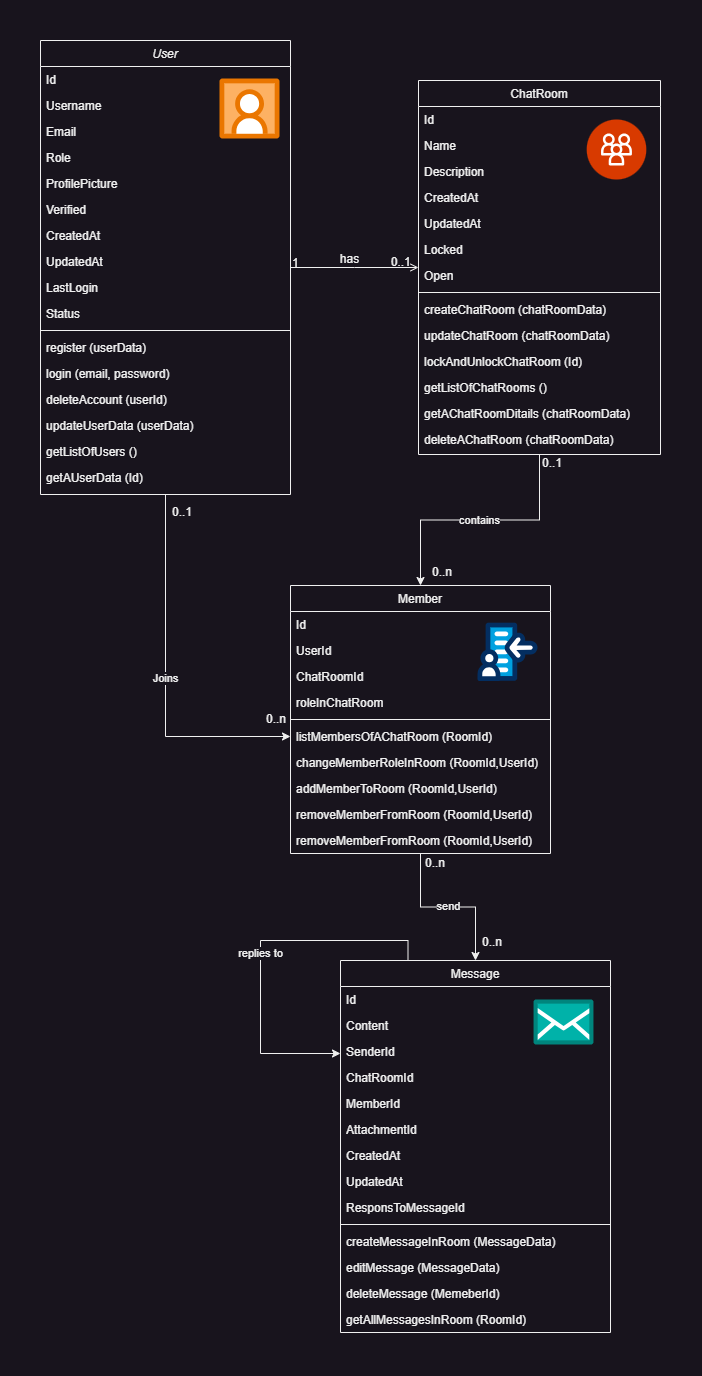 User
Id
Username
Email
Role
ProfilePicture
Verified
CreatedAt
UpdatedAt
LastLogin
Status
register (userData)
login (email, password)
deleteAccount (userId)
updateUserData (userData)
getListOfUsers ()
getAUserData (Id)
1
has
0..1
ChatRoom
Id
Name
Description
CreatedAt
UpdatedAt
Locked
Open
createChatRoom (chatRoomData)
updateChatRoom (chatRoomData)
lockAndUnlockChatRoom (Id)
getListOfChatRooms ()
getAChatRoomDitails (chatRoomData)
deleteAChatRoom (chatRoomData)
0..1
contains
0..n
0..1
Joins
0..n
Member
Id
UserId
ChatRoomId
roleInChatRoom
listMembersOfAChatRoom (RoomId)
changeMemberRoleInRoom (RoomId,UserId)
addMemberToRoom (RoomId,UserId)
removeMemberFromRoom (RoomId,UserId)
removeMemberFromRoom (RoomId,UserId)
0..n
send
0..n
replies to
Message
Id
Content
SenderId
ChatRoomId
MemberId
AttachmentId
CreatedAt
UpdatedAt
ResponsToMessageId
createMessageInRoom (MessageData)
editMessage (MessageData)
deleteMessage (MemeberId)
getAllMessagesInRoom (RoomId)